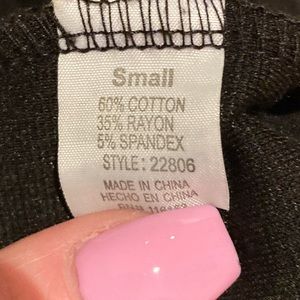 Small
60% COTTON
35% RAYON
5% SPANDEX
STYLE: 22806
MADE IN CHINA
HECHO EN CHINA